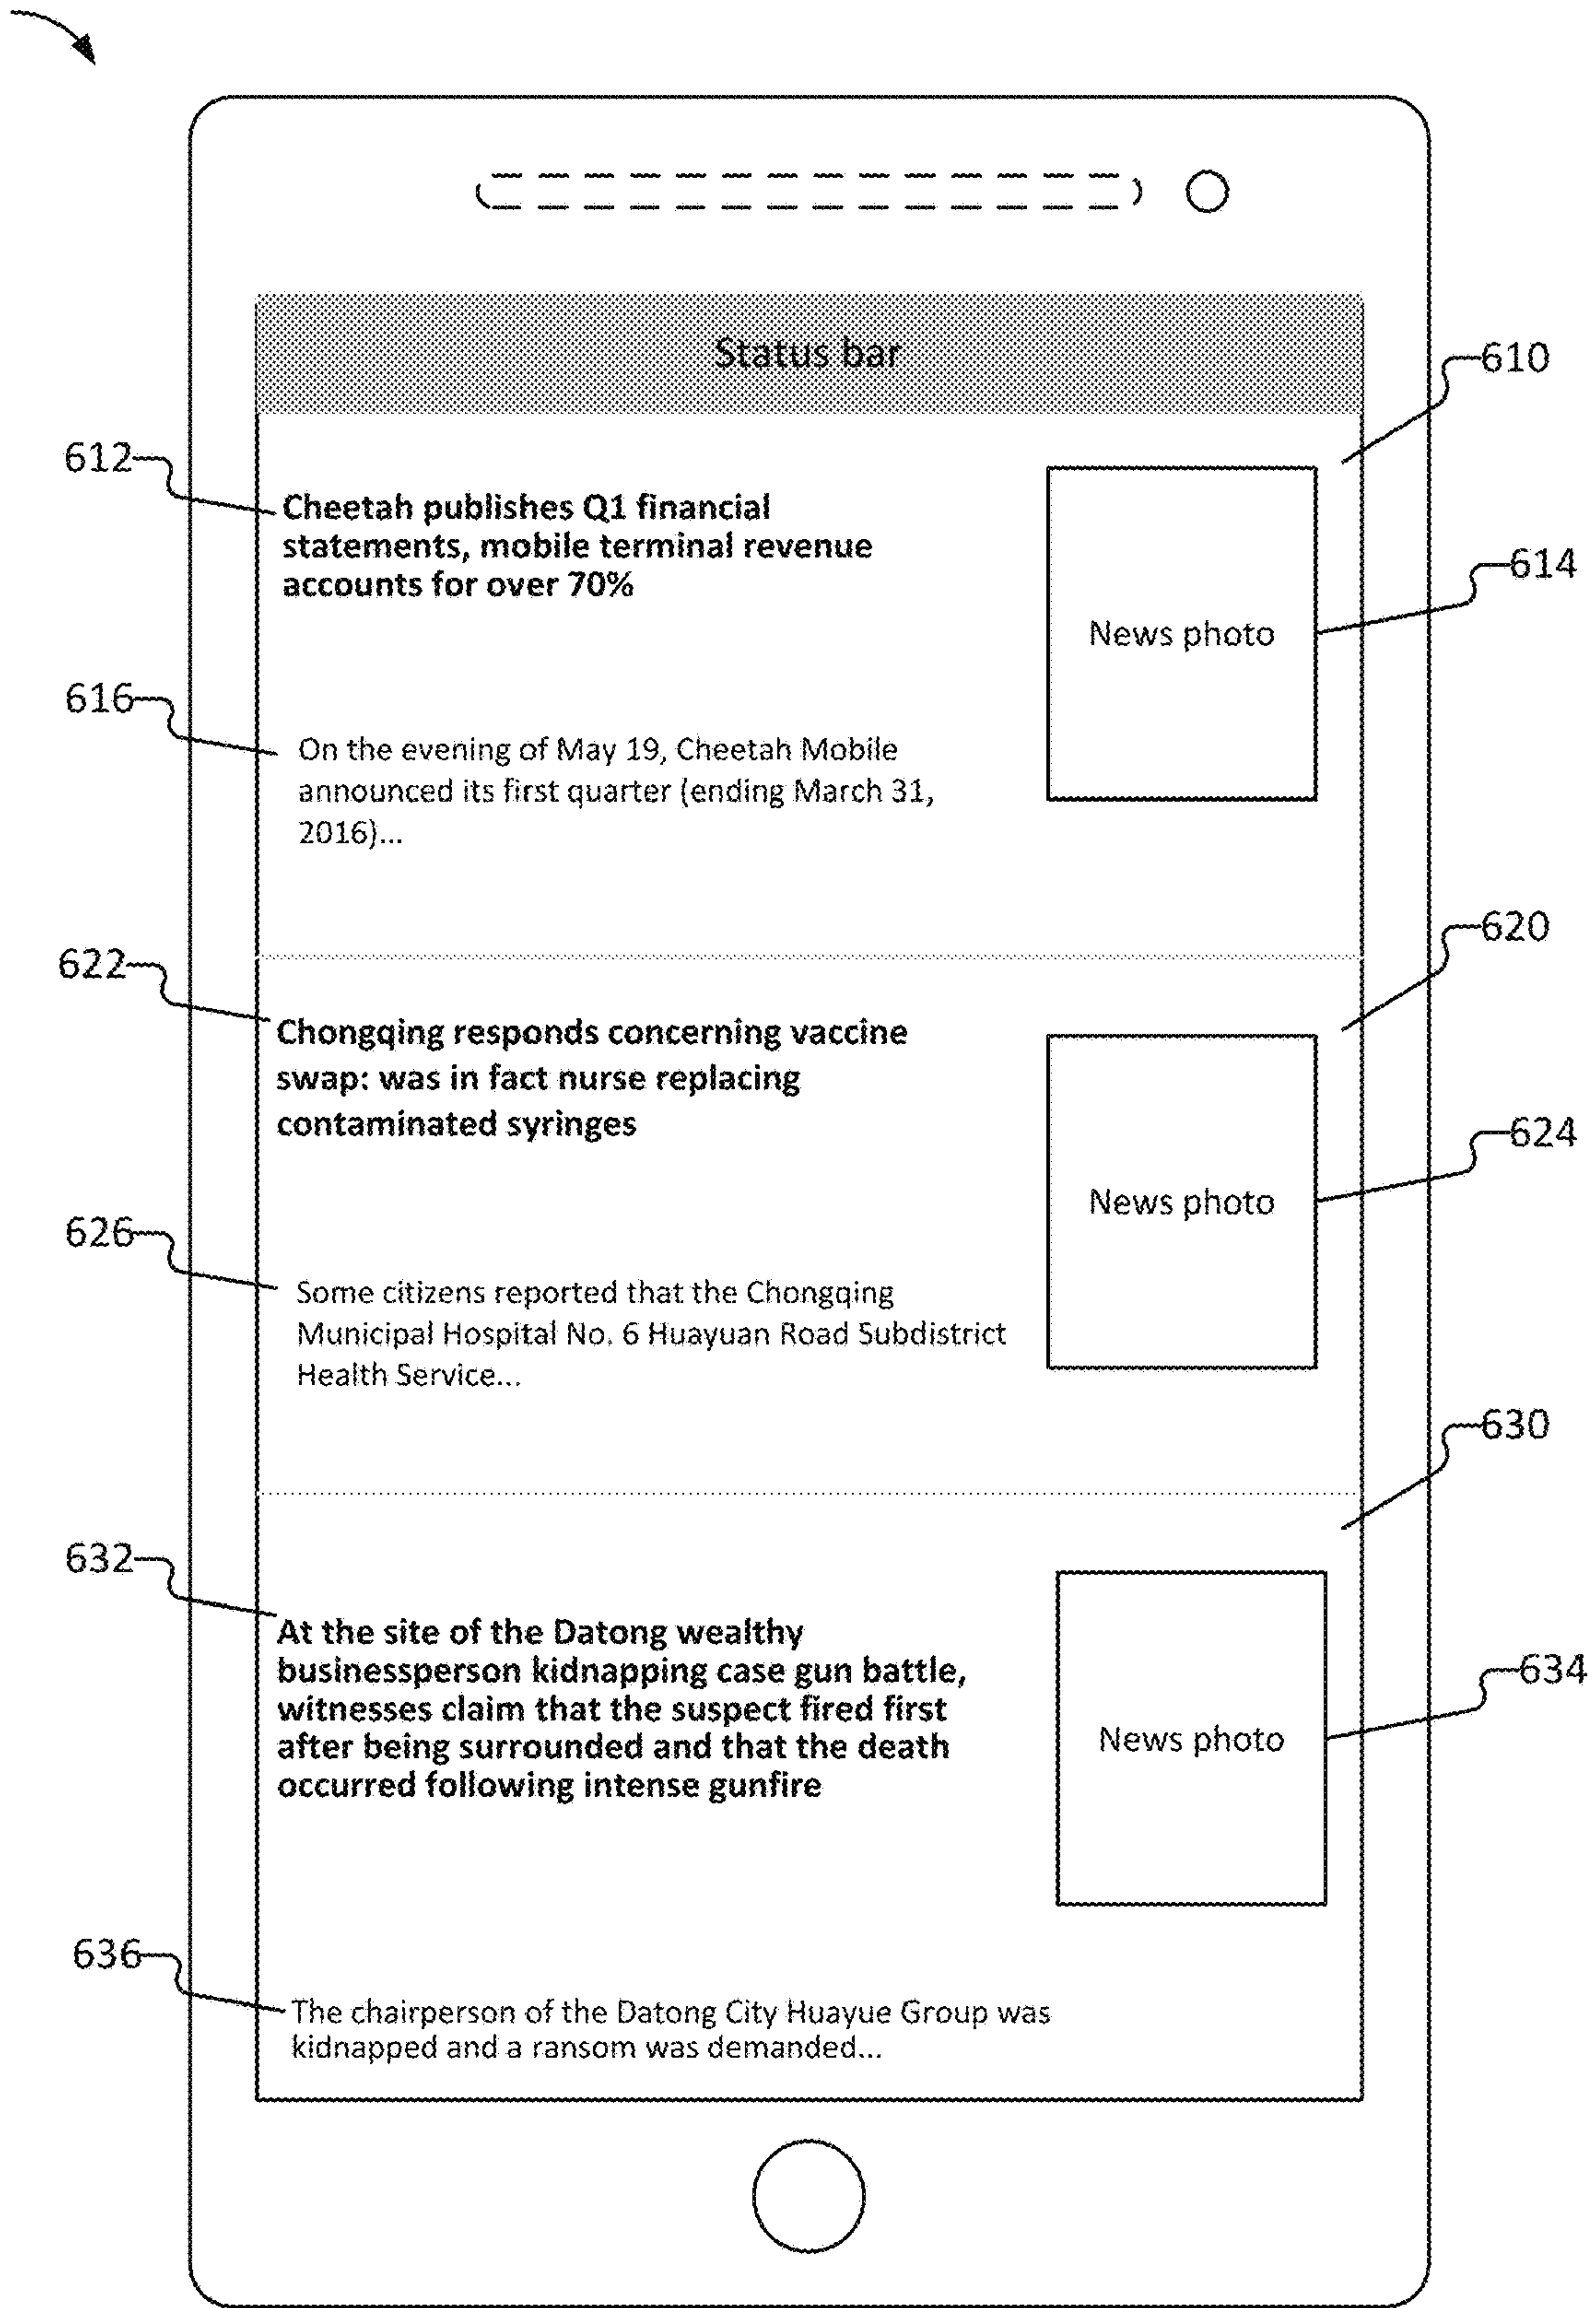 Status bar
610
612
Cheetah publishes Q1 financial
statements, mobile terminal revenue
accounts for over 70%
614
News photo
616
On the evening of May 19, Cheetah Mobile
announced its first quarter (ending March 31,
2016)...
620
622
Chongqing responds concerning vaccine
swap: was in fact nurse replacing
contaminated syringes
624
News photo
626
Some citizens reported that the Chongqing
Municipal Hospital No. 6 Huayuan Road Subdistrict
Health Service...
630
632
At the site of the Datong wealthy
businessperson kidnapping case gun battle,
witnesses claim that the suspect fired first
after being surrounded and that the death
occurred following intense gunfire
634
News photo
636
The chairperson of the Datong City Huayue Group was
kidnapped and a ransom was demanded...